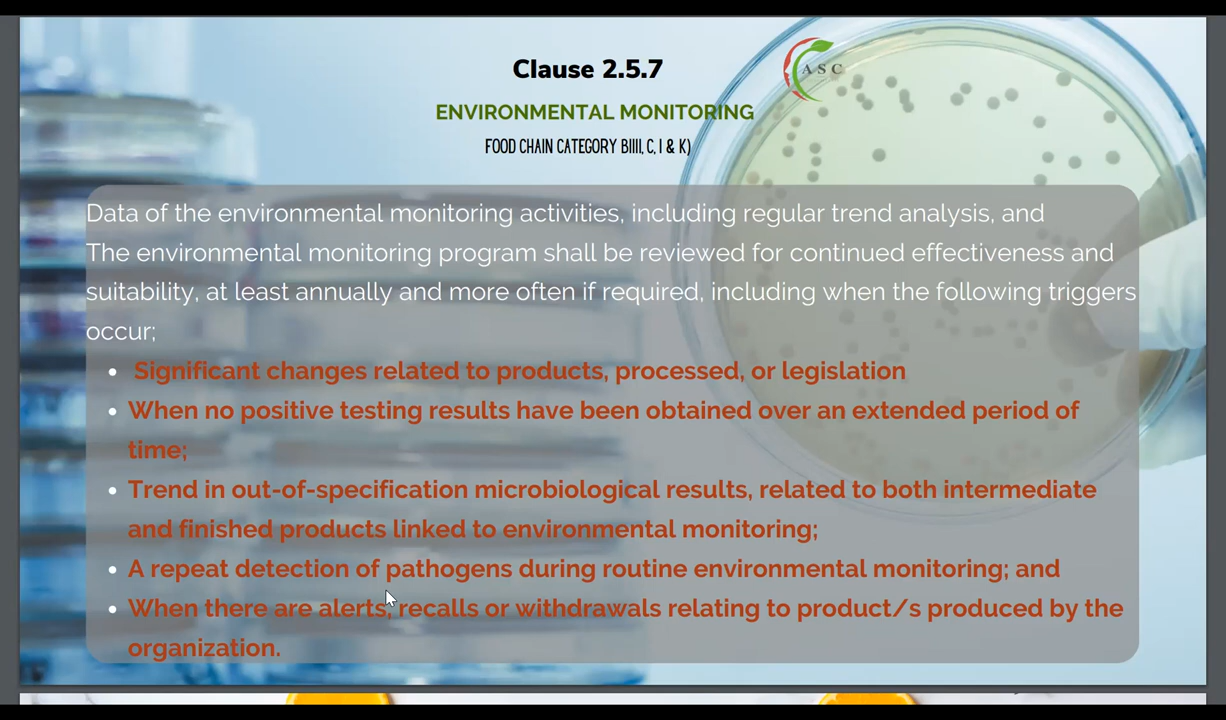 Clause 2.5.7
ASC
ENVIRONMENTAL MONITORING
FOOD CHAIN CATEGORY BIIII, C, I & K)
Data of the environmental monitoring activities, including regular trend analysis, and
The environmental monitoring program shall be reviewed for continued effectiveness and
suitability, at least annually and more often if required, including when the following triggers
occur;
• Significant changes related to products, processed, or legislation
• When no positive testing results have been obtained over an extended period of
time;
• Trend in out-of-specification microbiological results, related to both intermediate
and finished products linked to environmental monitoring;
• A repeat detection of pathogens during routine environmental monitoring; and
• When there are alerts, recalls or withdrawals relating to product/s produced by the
organization.